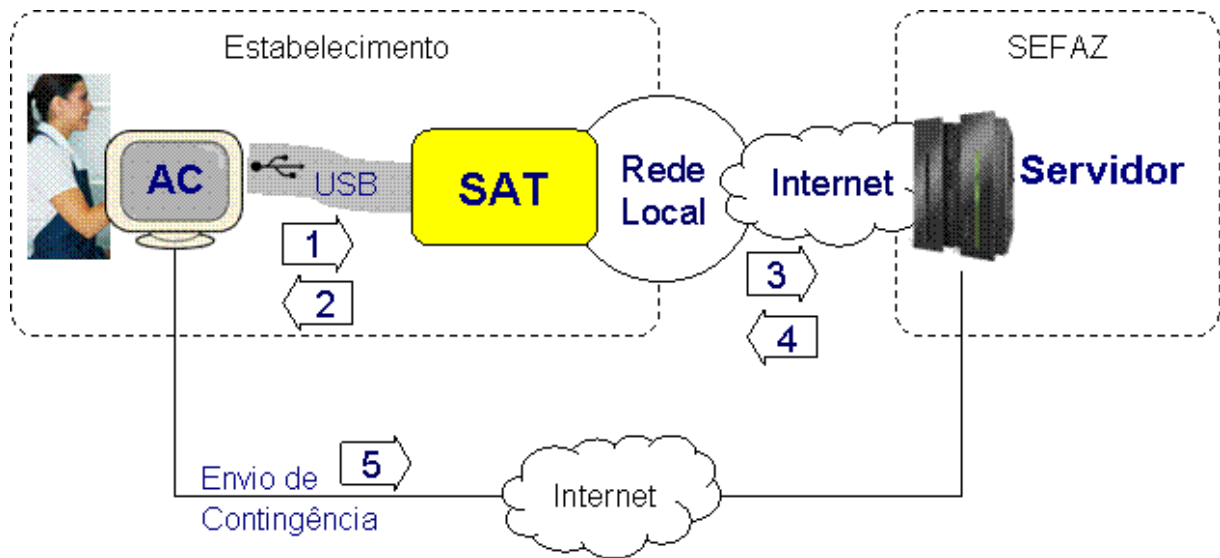 Estabelecimento
SEFAZ
AC
USB
SAT
Rede
Local
Internet
Servidor
1
2
3
4
5
Envio de
Contingência
Internet